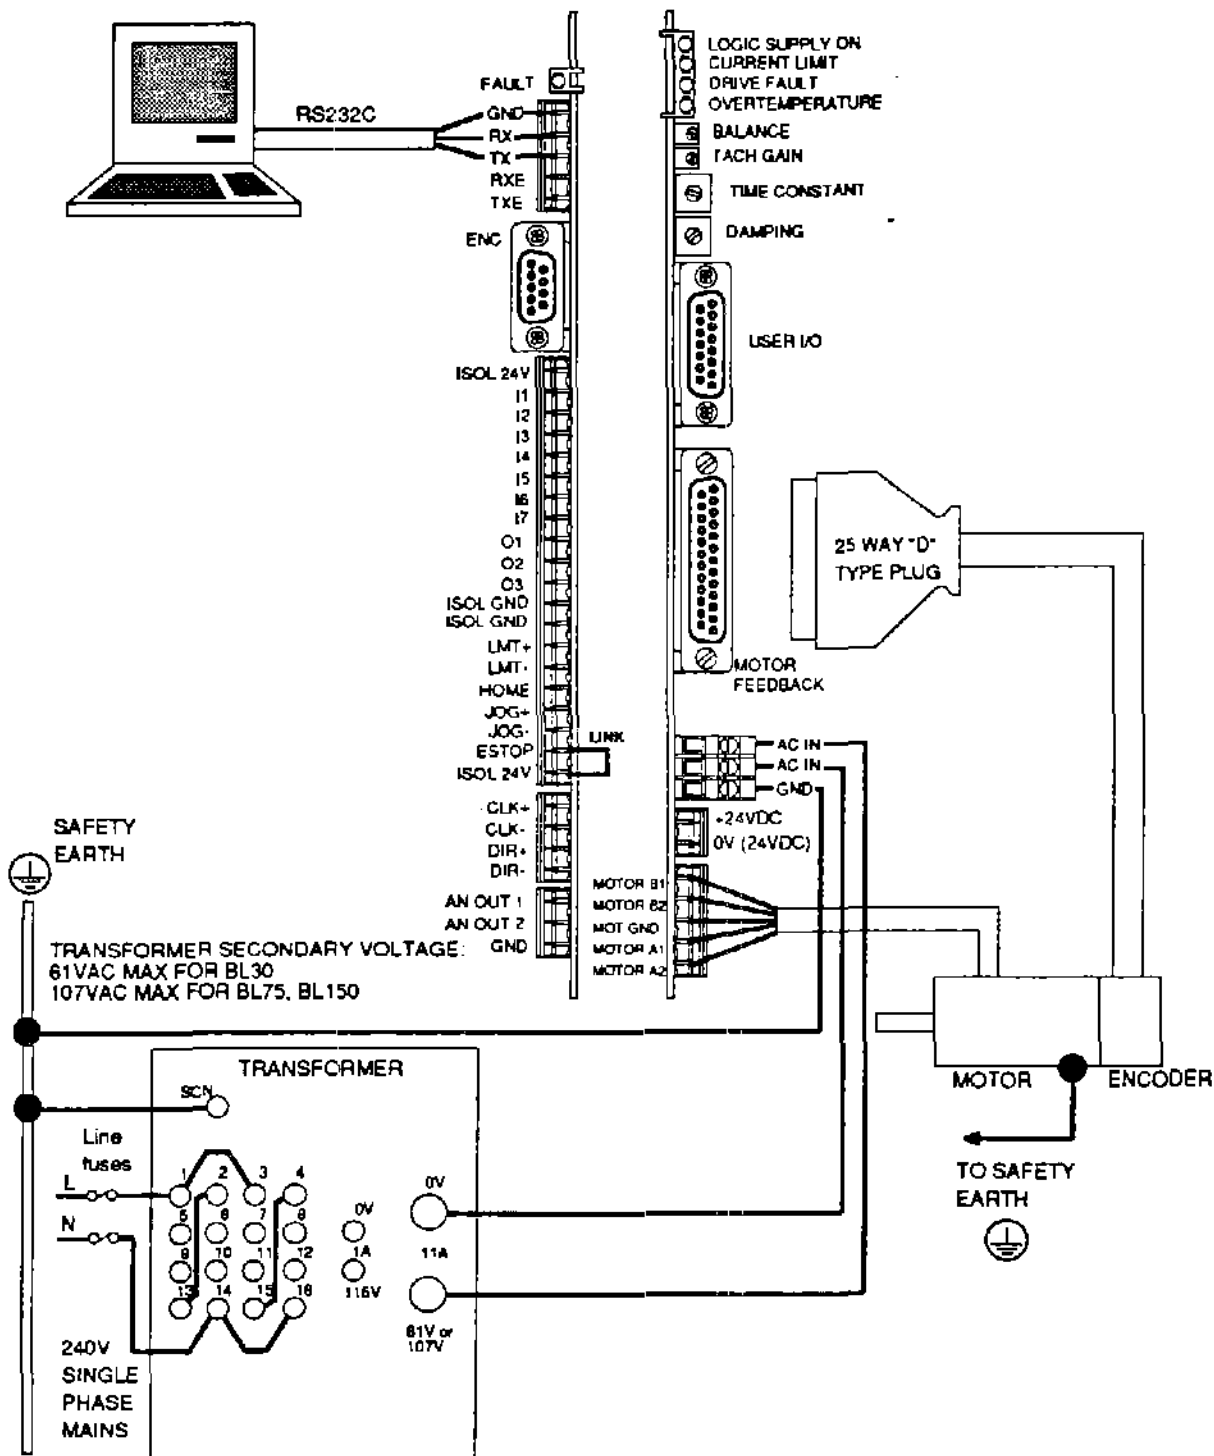 RS232C
FAULT
GND
RX
TX
RXE
TXE
ENC
ISOL 24V
I1
I2
I3
I4
I5
I6
I7
O1
O2
O3
ISOL GND
ISOL GND
LMT+
LMT-
HOME
JOG+
JOG-
ESTOP
ISOL 24V
LINK
CLK+
CLK-
DIR+
DIR-
AN OUT 1
AN OUT 2
GND
LOGIC SUPPLY ON
CURRENT LIMIT
DRIVE FAULT
OVERTEMPERATURE
BALANCE
TACH GAIN
TIME CONSTANT
DAMPING
USER I/O
25 WAY "D"
TYPE PLUG
MOTOR
FEEDBACK
AC IN
AC IN
GND
+24VDC
0V (24VDC)
MOTOR B1
MOTOR B2
MOT GND
MOTOR A1
MOTOR A2
SAFETY
EARTH
TRANSFORMER SECONDARY VOLTAGE:
61VAC MAX FOR BL30
107VAC MAX FOR BL75, BL150
TRANSFORMER
SCN
Line
fuses
L
N
1 2 3 4
5 6 7 8
9 10 11 12
13 14 15 16
0V
1A
115V
0V
11A
61V or
107V
240V
SINGLE
PHASE
MAINS
MOTOR
ENCODER
TO SAFETY
EARTH